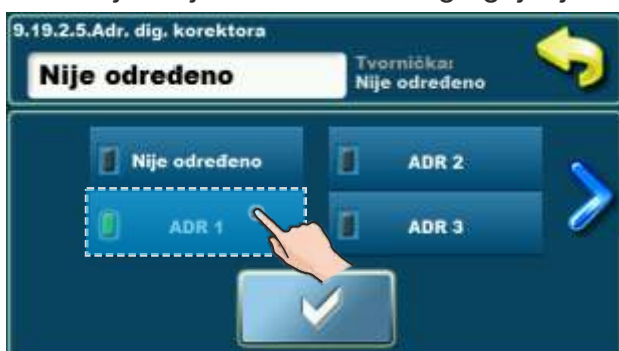 9.19.2.5.Adr. dig. korektora
Nije određeno
Tvornička:
Nije određeno
Nije određeno
ADR 2
ADR 1
ADR 3